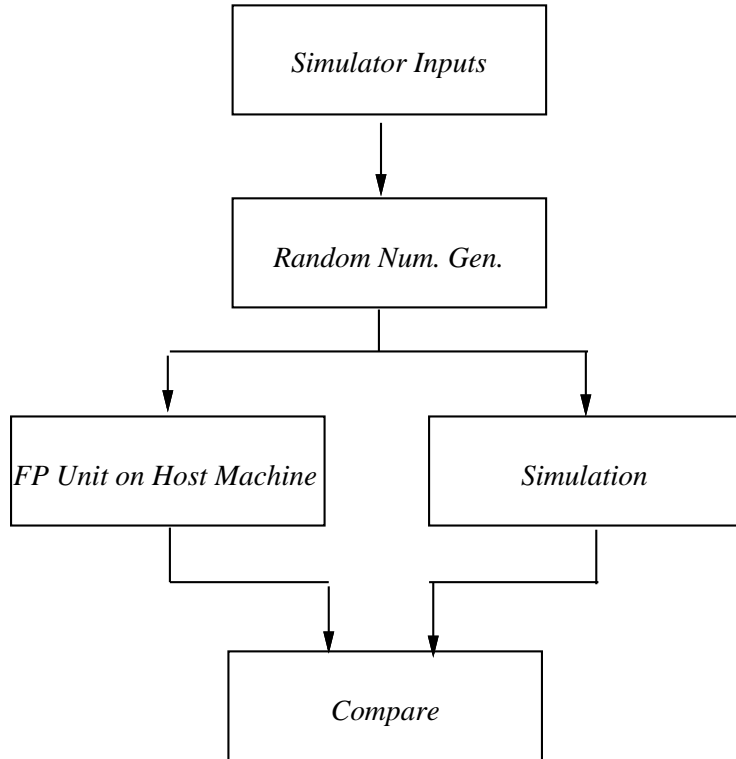 Simulator Inputs
Random Num. Gen.
FP Unit on Host Machine
Simulation
Compare